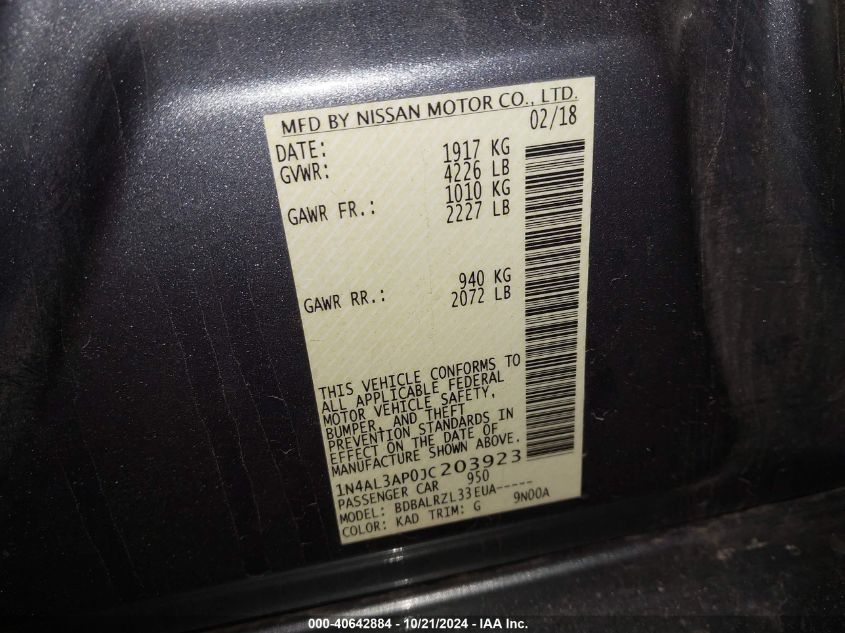 MFD BY NISSAN MOTOR CO., LTD.
DATE: 02/18
GVWR: 1917 KG
4226 LB
GAWR FR.: 1010 KG
2227 LB
GAWR RR.: 940 KG
2072 LB
THIS VEHICLE CONFORMS TO
ALL APPLICABLE FEDERAL
MOTOR VEHICLE SAFETY,
BUMPER, AND THEFT
PREVENTION STANDARDS IN
EFFECT ON THE DATE OF
MANUFACTURE SHOWN ABOVE.
1N4AL3AP0JC203923
PASSENGER CAR 950
MODEL: BDBALRZL33EUA-----
COLOR: KAD TRIM: G 9N00A
000-40642884 - 10/21/2024 - IAA Inc.